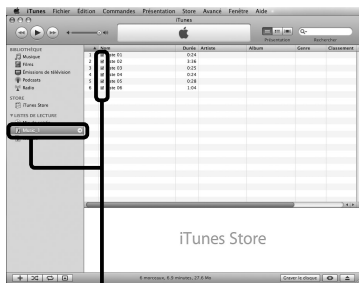 iTunes Fichier Édition Commandes Présentation Store Avancé Fenêtre Aide
iTunes
Présentation
Rechercher
BIBLIOTHÈQUE
Musique
Films
Émissions de télévision
Podcasts
Radio
STORE
iTunes Store
LISTES DE LECTURE
Music_1
Nom Durée Artiste Album Genre Classement
1 0:24
2 3:36
3 0:25
4 0:24
5 0:28
6 1:04
iTunes Store
6 morceaux, 6.9 minutes, 27.6 Mo
Graver le disque